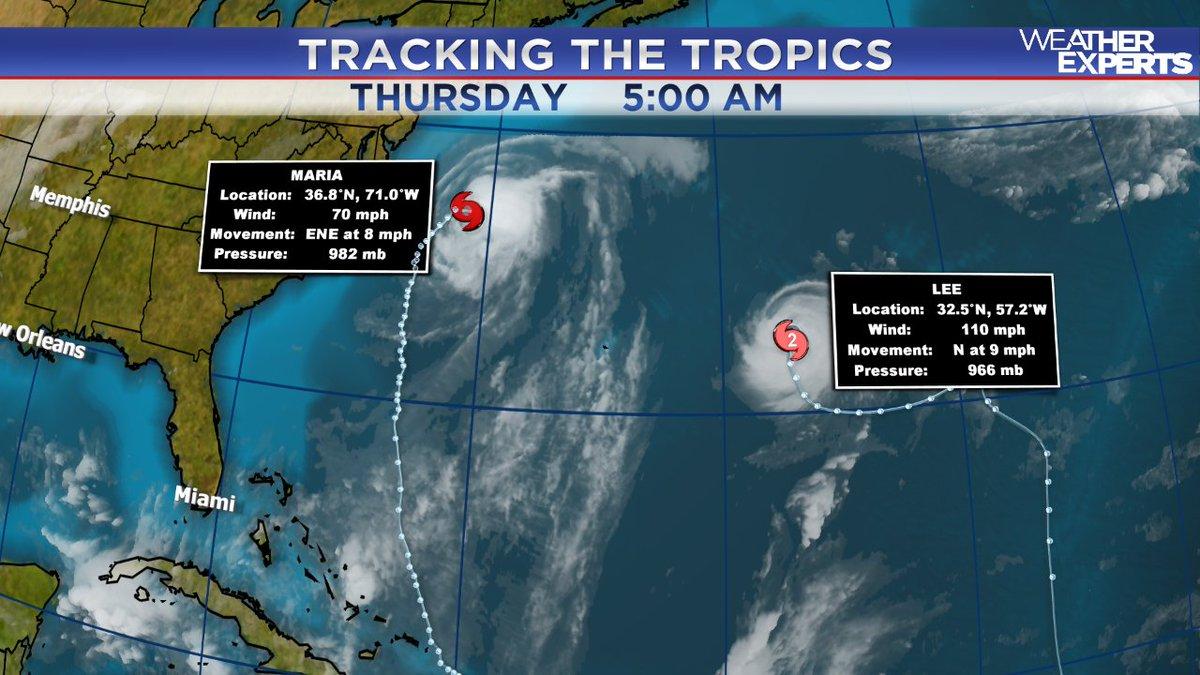 TRACKING THE TROPICS
WEATHER
EXPERTS
THURSDAY 5:00 AM
MARIA
Location: 36.8°N, 71.0°W
Wind: 70 mph
Movement: ENE at 8 mph
Pressure: 982 mb
Memphis
LEE
Location: 32.5°N, 57.2°W
Wind: 110 mph
Movement: N at 9 mph
Pressure: 966 mb
2
w Orleans
Miami